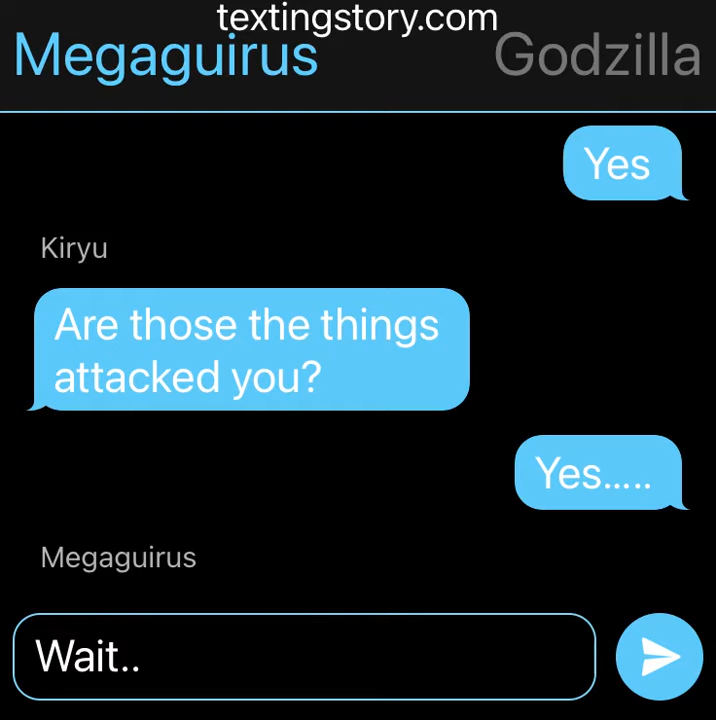 textingstory.com
Megaguirus Godzilla
Yes
Kiryu
Are those the things
attacked you?
Yes.....
Megaguirus
Wait..